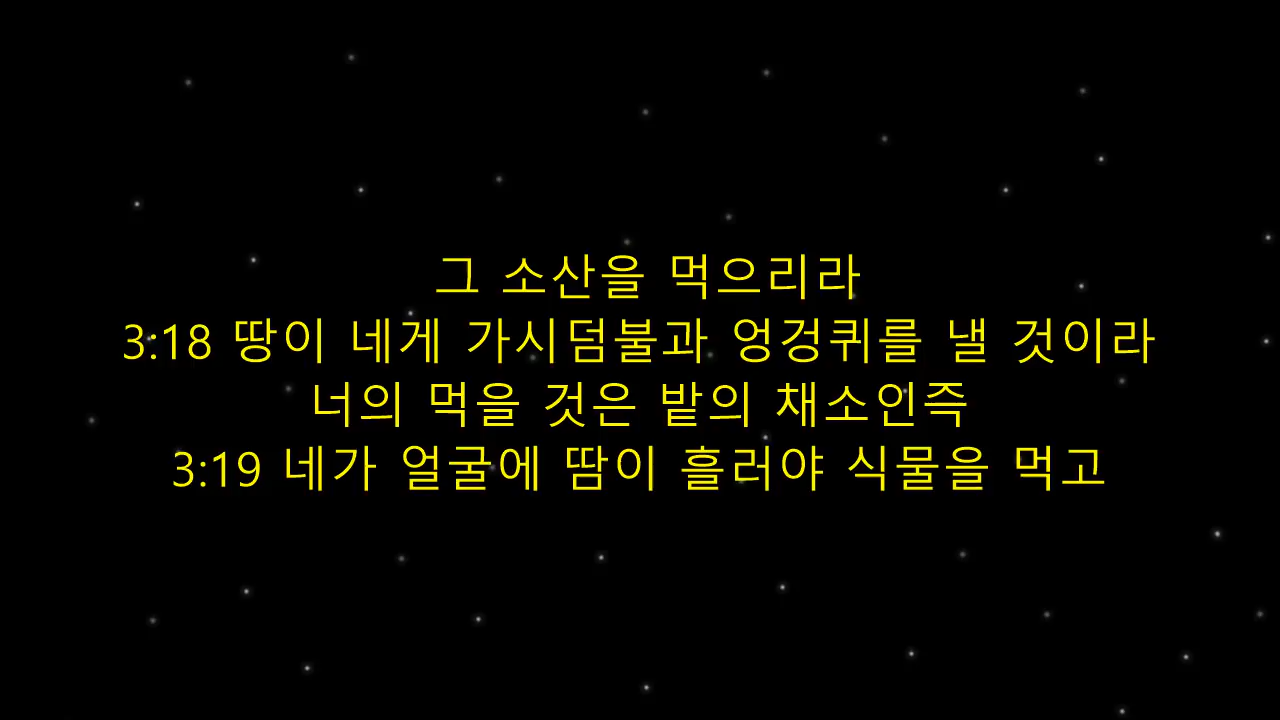 그 소산을 먹으리라
3:18 땅이 네게 가시덤불과 엉겅퀴를 낼 것이라
너의 먹을 것은 밭의 채소인즉
3:19 네가 얼굴에 땀이 흘러야 식물을 먹고